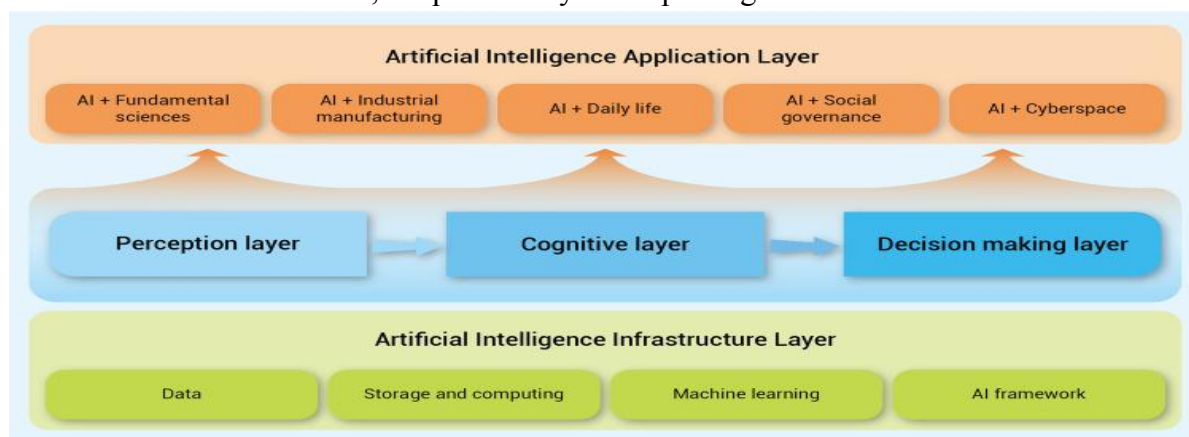 Artificial Intelligence Application Layer
AI + Fundamental
sciences
AI + Industrial
manufacturing
AI + Daily life
AI + Social
governance
AI + Cyberspace
Perception layer
Cognitive layer
Decision making layer
Artificial Intelligence Infrastructure Layer
Data
Storage and computing
Machine learning
AI framework